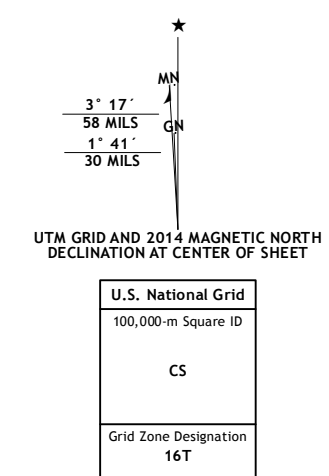 ★
MN
3° 17´
58 MILS
GN
1° 41´
30 MILS
UTM GRID AND 2014 MAGNETIC NORTH
DECLINATION AT CENTER OF SHEET
U.S. National Grid
100,000-m Square ID
CS
Grid Zone Designation
16T